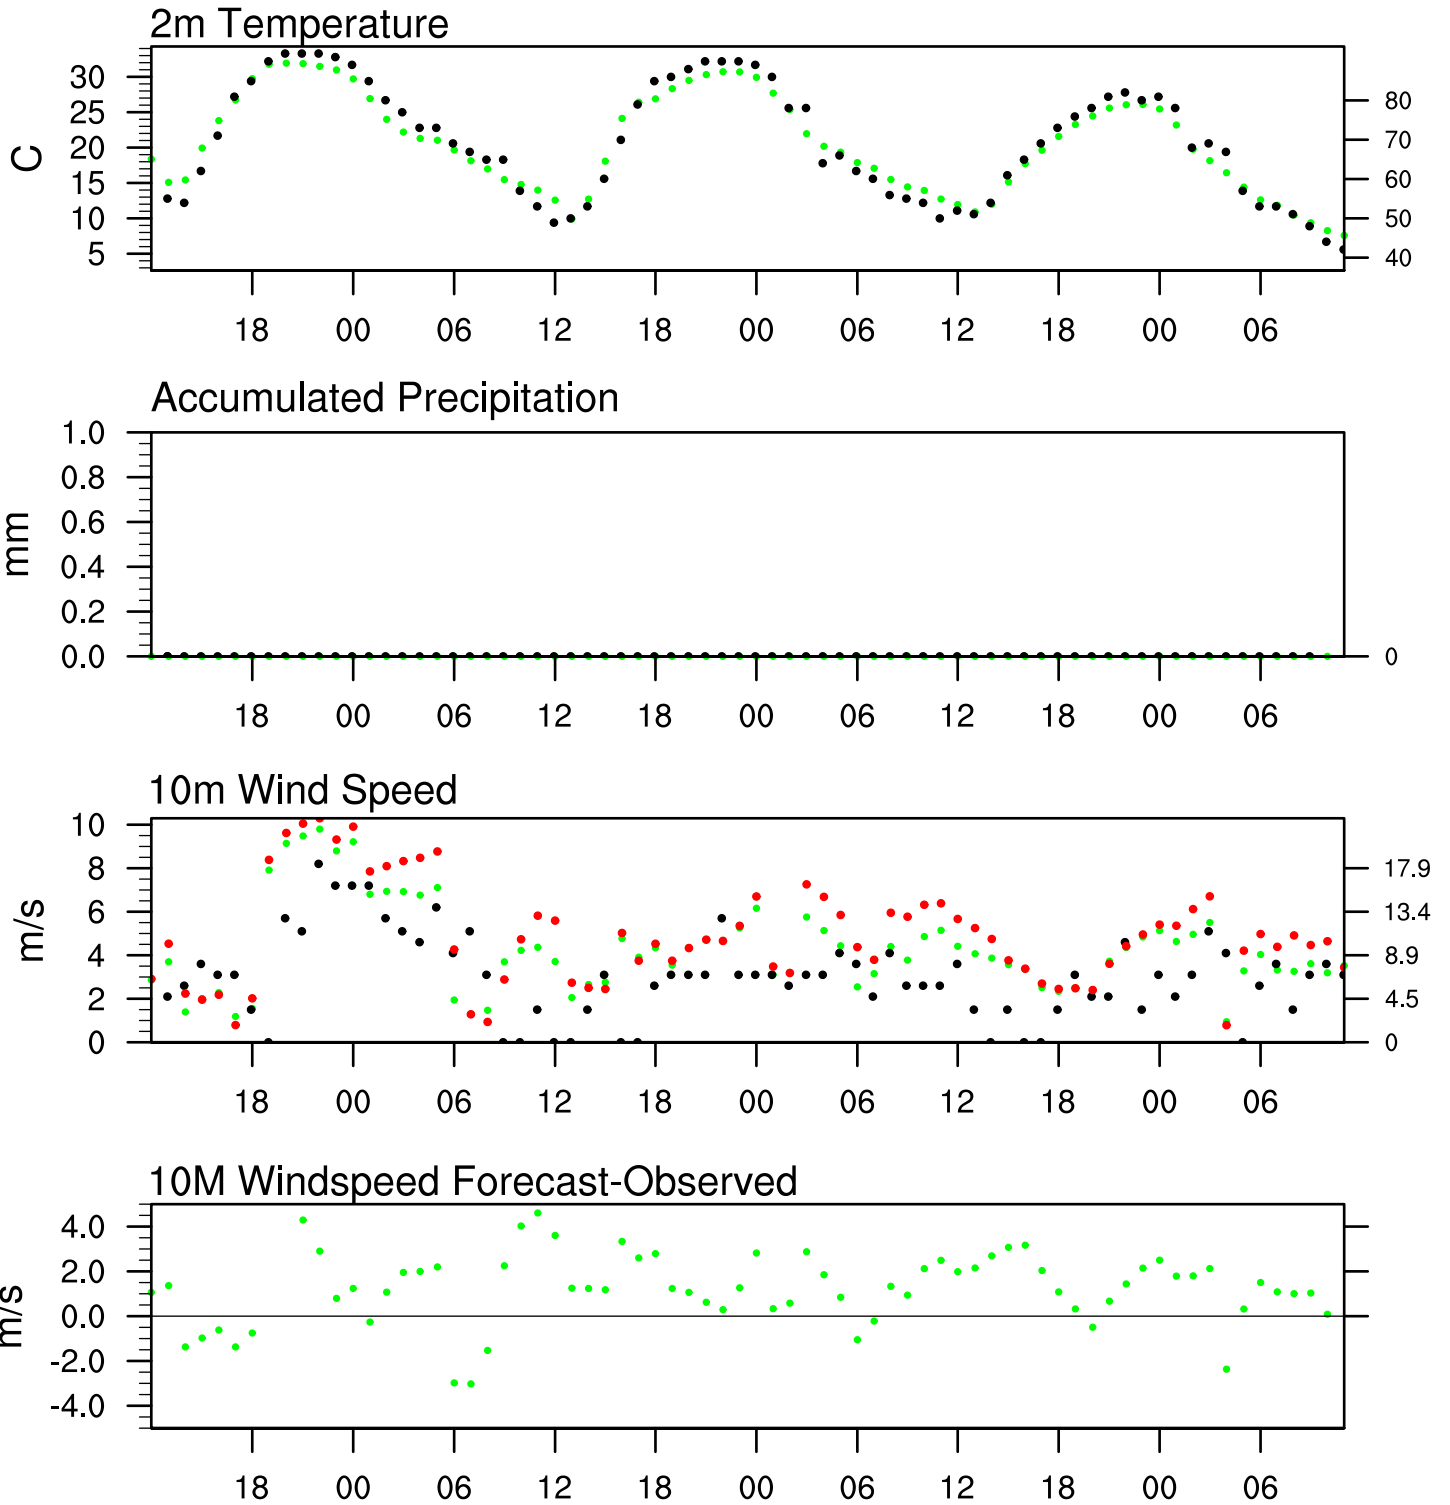 2m Temperature
30
25
20
15
10
5
C
80
70
60
50
40
18 00 06 12 18 00 06 12 18 00 06
Accumulated Precipitation
1.0
0.8
0.6
0.4
0.2
0.0
mm
0
18 00 06 12 18 00 06 12 18 00 06
10m Wind Speed
10
8
6
4
2
0
m/s
17.9
13.4
8.9
4.5
0
18 00 06 12 18 00 06 12 18 00 06
10M Windspeed Forecast-Observed
4.0
2.0
0.0
-2.0
-4.0
m/s
18 00 06 12 18 00 06 12 18 00 06